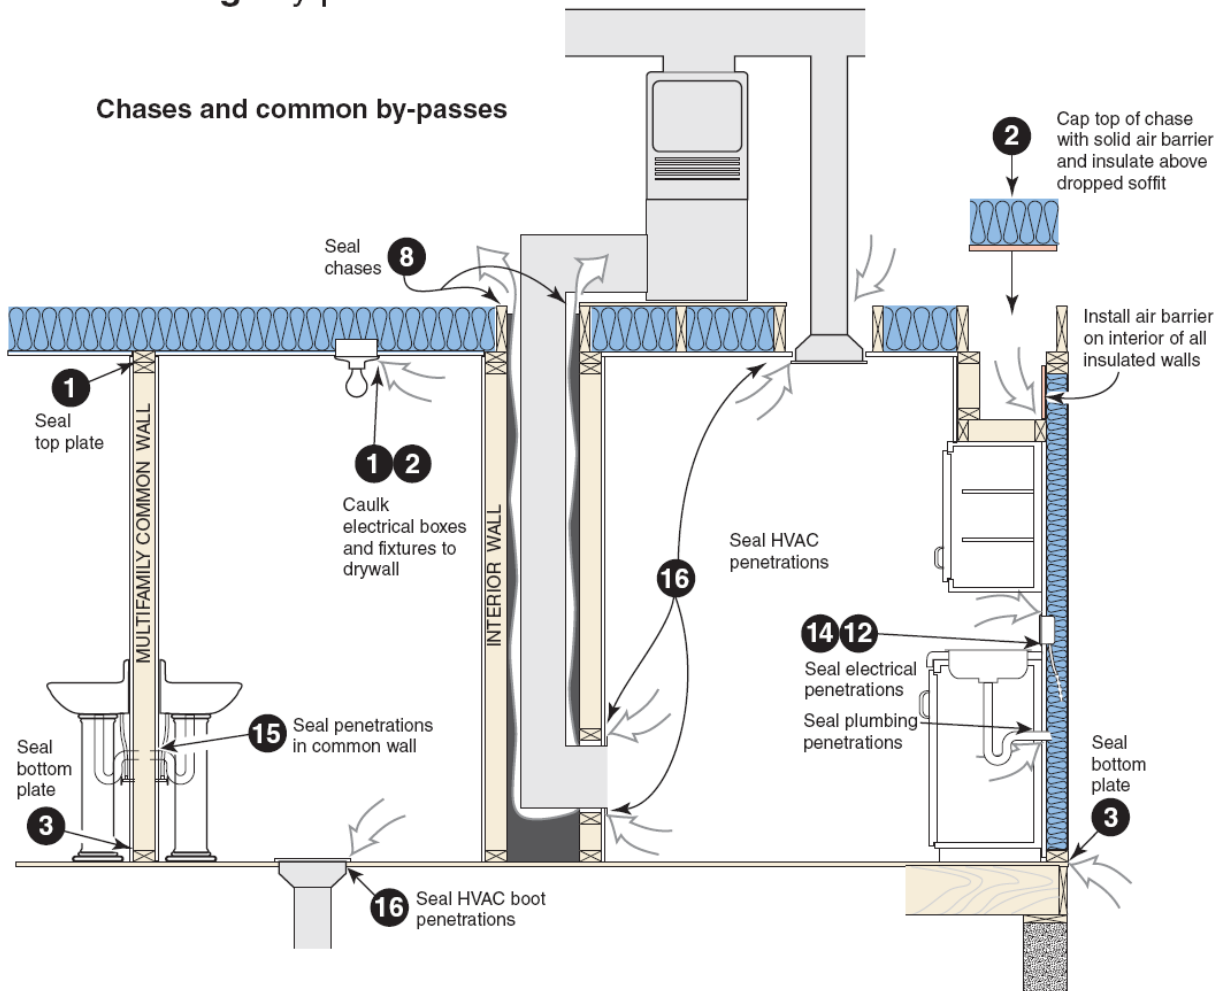 Chases and common by-passes
2
Cap top of chase
with solid air barrier
and insulate above
dropped soffit
Seal
chases
8
Install air barrier
on interior of all
insulated walls
1
Seal
top plate
MULTIFAMILY COMMON WALL
1 2
Caulk
electrical boxes
and fixtures to
drywall
INTERIOR WALL
Seal HVAC
penetrations
16
14 12
Seal electrical
penetrations
Seal plumbing
penetrations
15
Seal penetrations
in common wall
Seal
bottom
plate
3
Seal
bottom
plate
3
16
Seal HVAC boot
penetrations